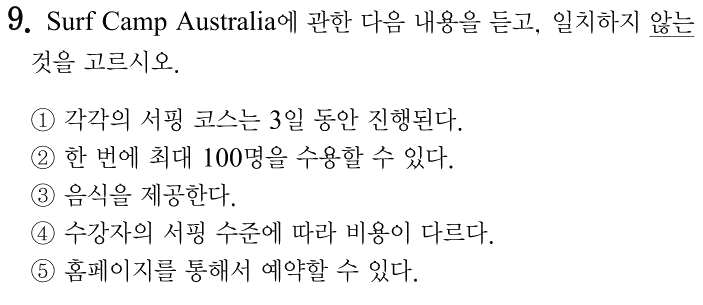 9. Surf Camp Australia에 관한 다음 내용을 듣고, 일치하지 않는
것을 고르시오.
① 각각의 서핑 코스는 3일 동안 진행된다.
② 한 번에 최대 100명을 수용할 수 있다.
③ 음식을 제공한다.
④ 수강자의 서핑 수준에 따라 비용이 다르다.
⑤ 홈페이지를 통해서 예약할 수 있다.